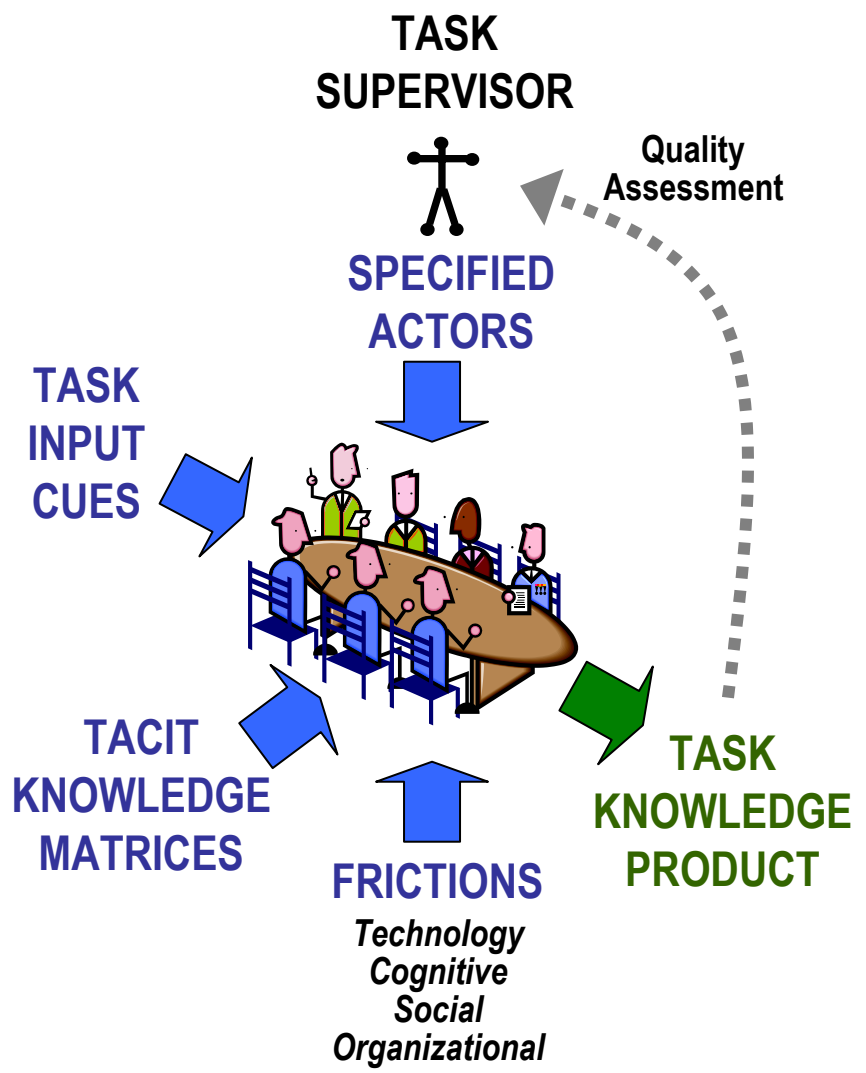 TASK
SUPERVISOR
Quality
Assessment
SPECIFIED
ACTORS
TASK
INPUT
CUES
TACIT
KNOWLEDGE
MATRICES
TASK
KNOWLEDGE
PRODUCT
FRICTIONS
Technology
Cognitive
Social
Organizational